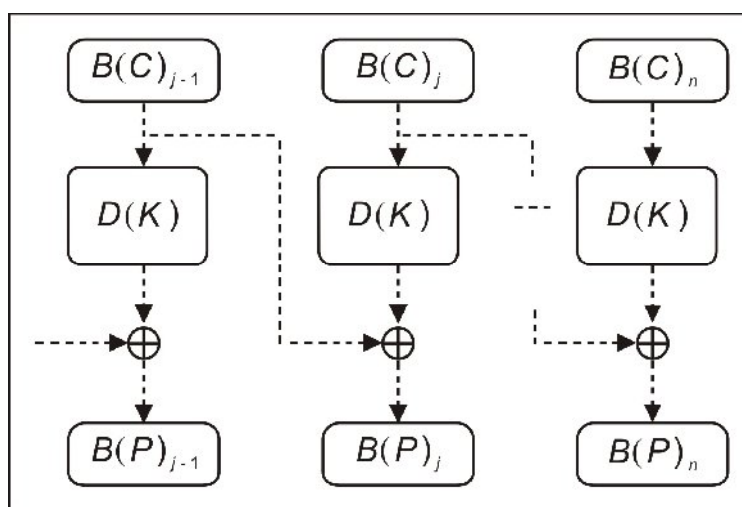 B(C)j-1 B(C)j B(C)n
D(K) D(K) D(K)
B(P)j-1 B(P)j B(P)n